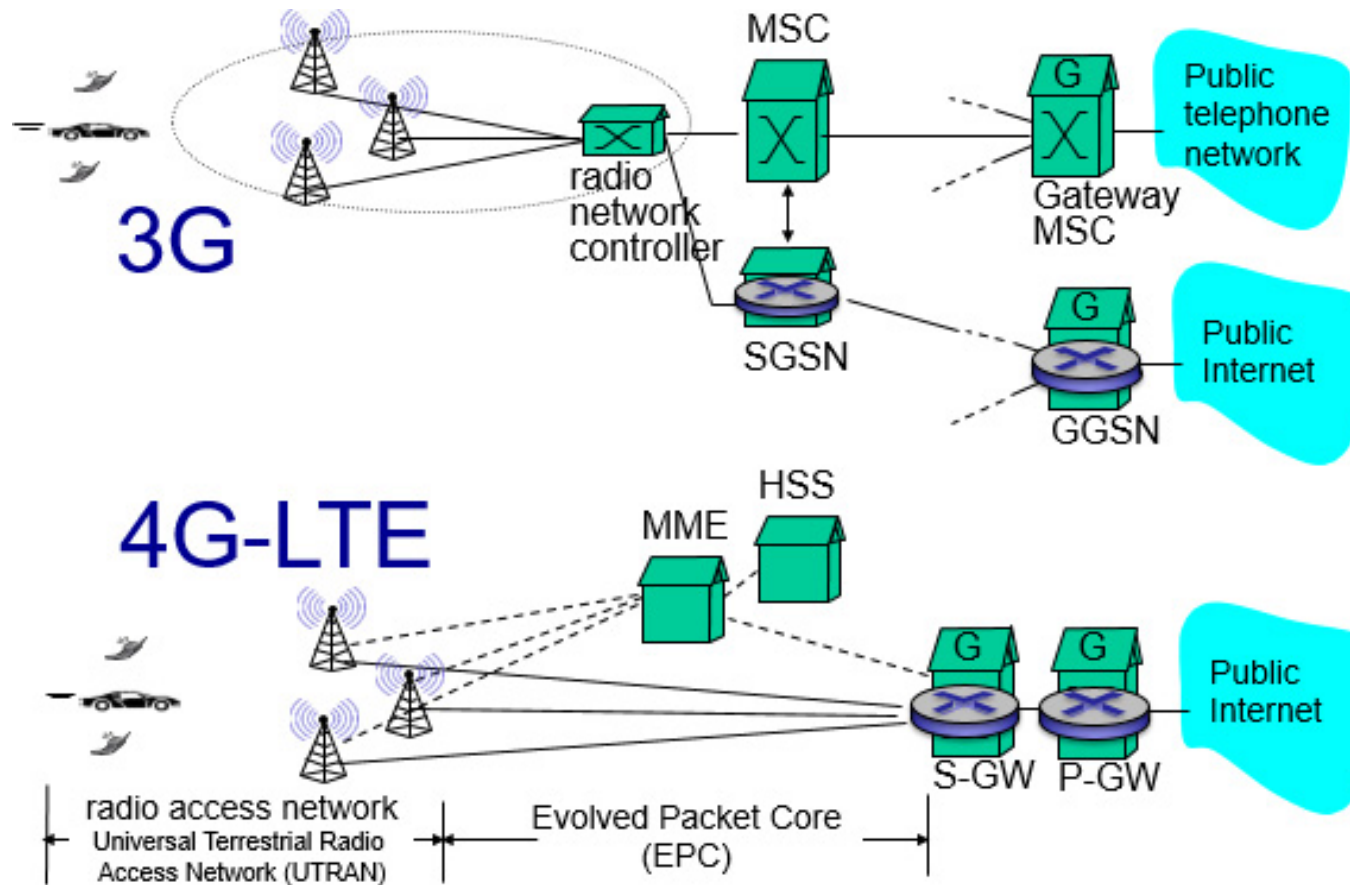 MSC
G
Public
telephone
network
radio
network
controller
Gateway
MSC
3G
G
Public
Internet
SGSN
GGSN
4G-LTE
HSS
MME
G
G
Public
Internet
S-GW
P-GW
radio access network
Universal Terrestrial Radio
Access Network (UTRAN)
Evolved Packet Core
(EPC)